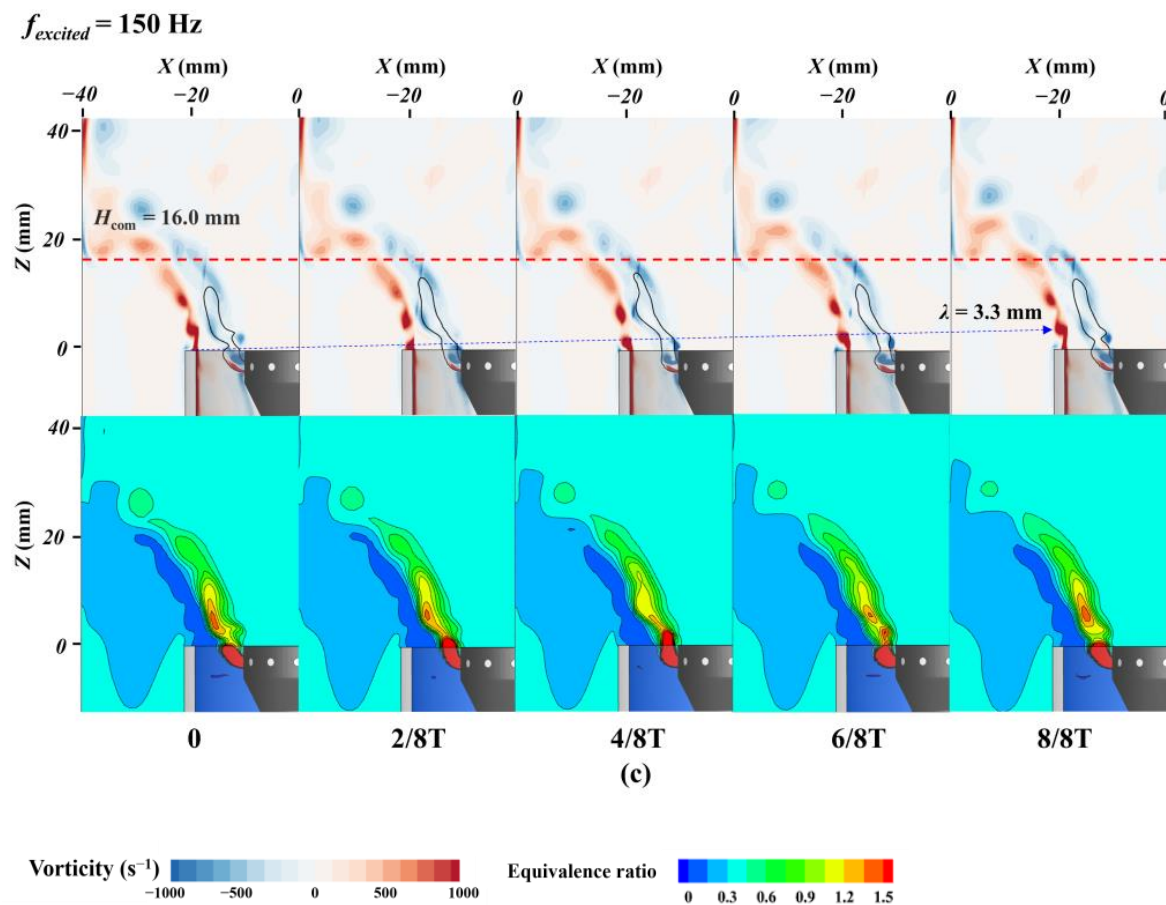 f_excited = 150 Hz
X (mm) X (mm) X (mm) X (mm) X (mm)
−40 −20 0 −20 0 −20 0 −20 0 −20 0
40
H_com = 16.0 mm
20
Z (mm)
λ = 3.3 mm
0
40
20
Z (mm)
0
0 2/8T 4/8T 6/8T 8/8T
(c)
Vorticity (s⁻¹)
−1000 −500 0 500 1000
Equivalence ratio
0 0.3 0.6 0.9 1.2 1.5